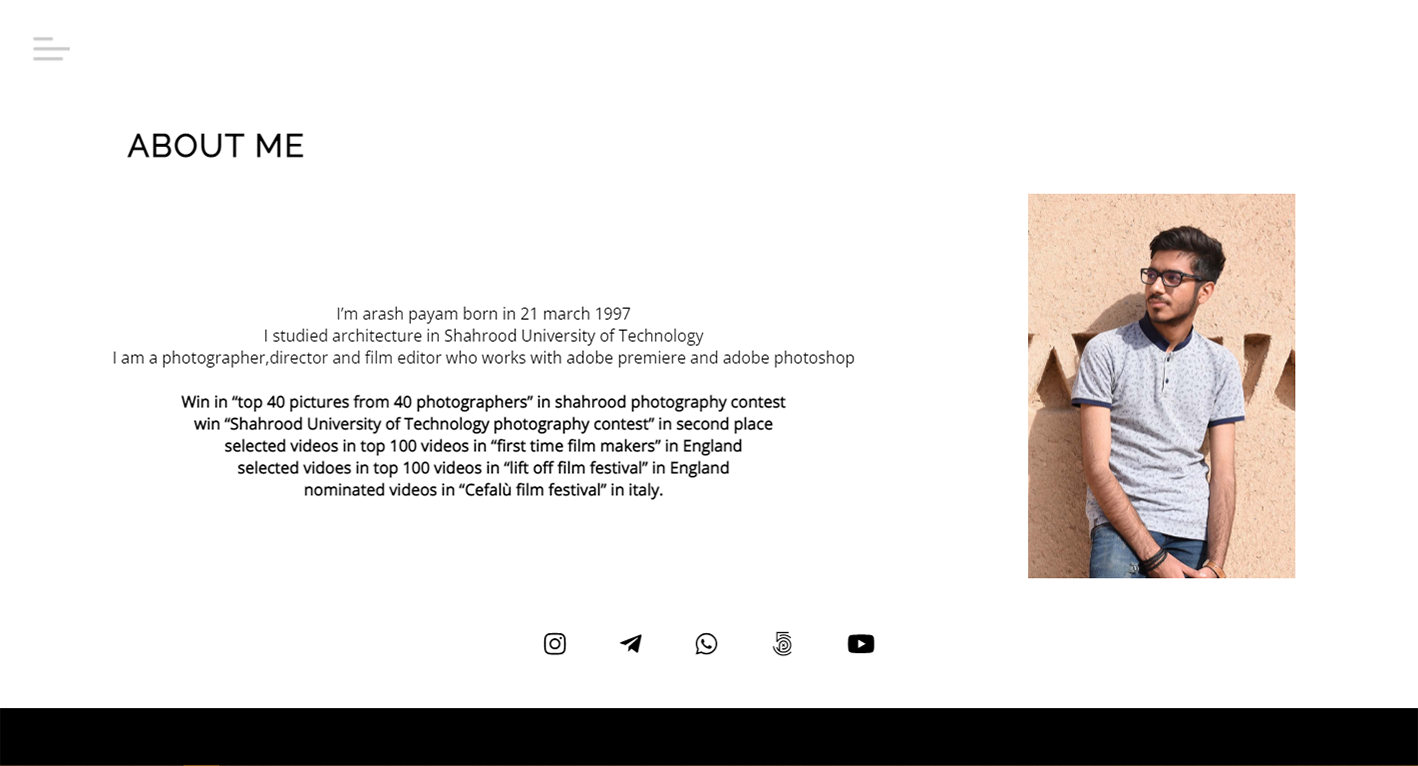 ABOUT ME
I’m arash payam born in 21 march 1997
I studied architecture in Shahrood University of Technology
I am a photographer,director and film editor who works with adobe premiere and adobe photoshop
Win in “top 40 pictures from 40 photographers” in shahrood photography contest
win “Shahrood University of Technology photography contest” in second place
selected videos in top 100 videos in “first time film makers” in England
selected vidoes in top 100 videos in “lift off film festival” in England
nominated videos in “Cefalù film festival” in italy.